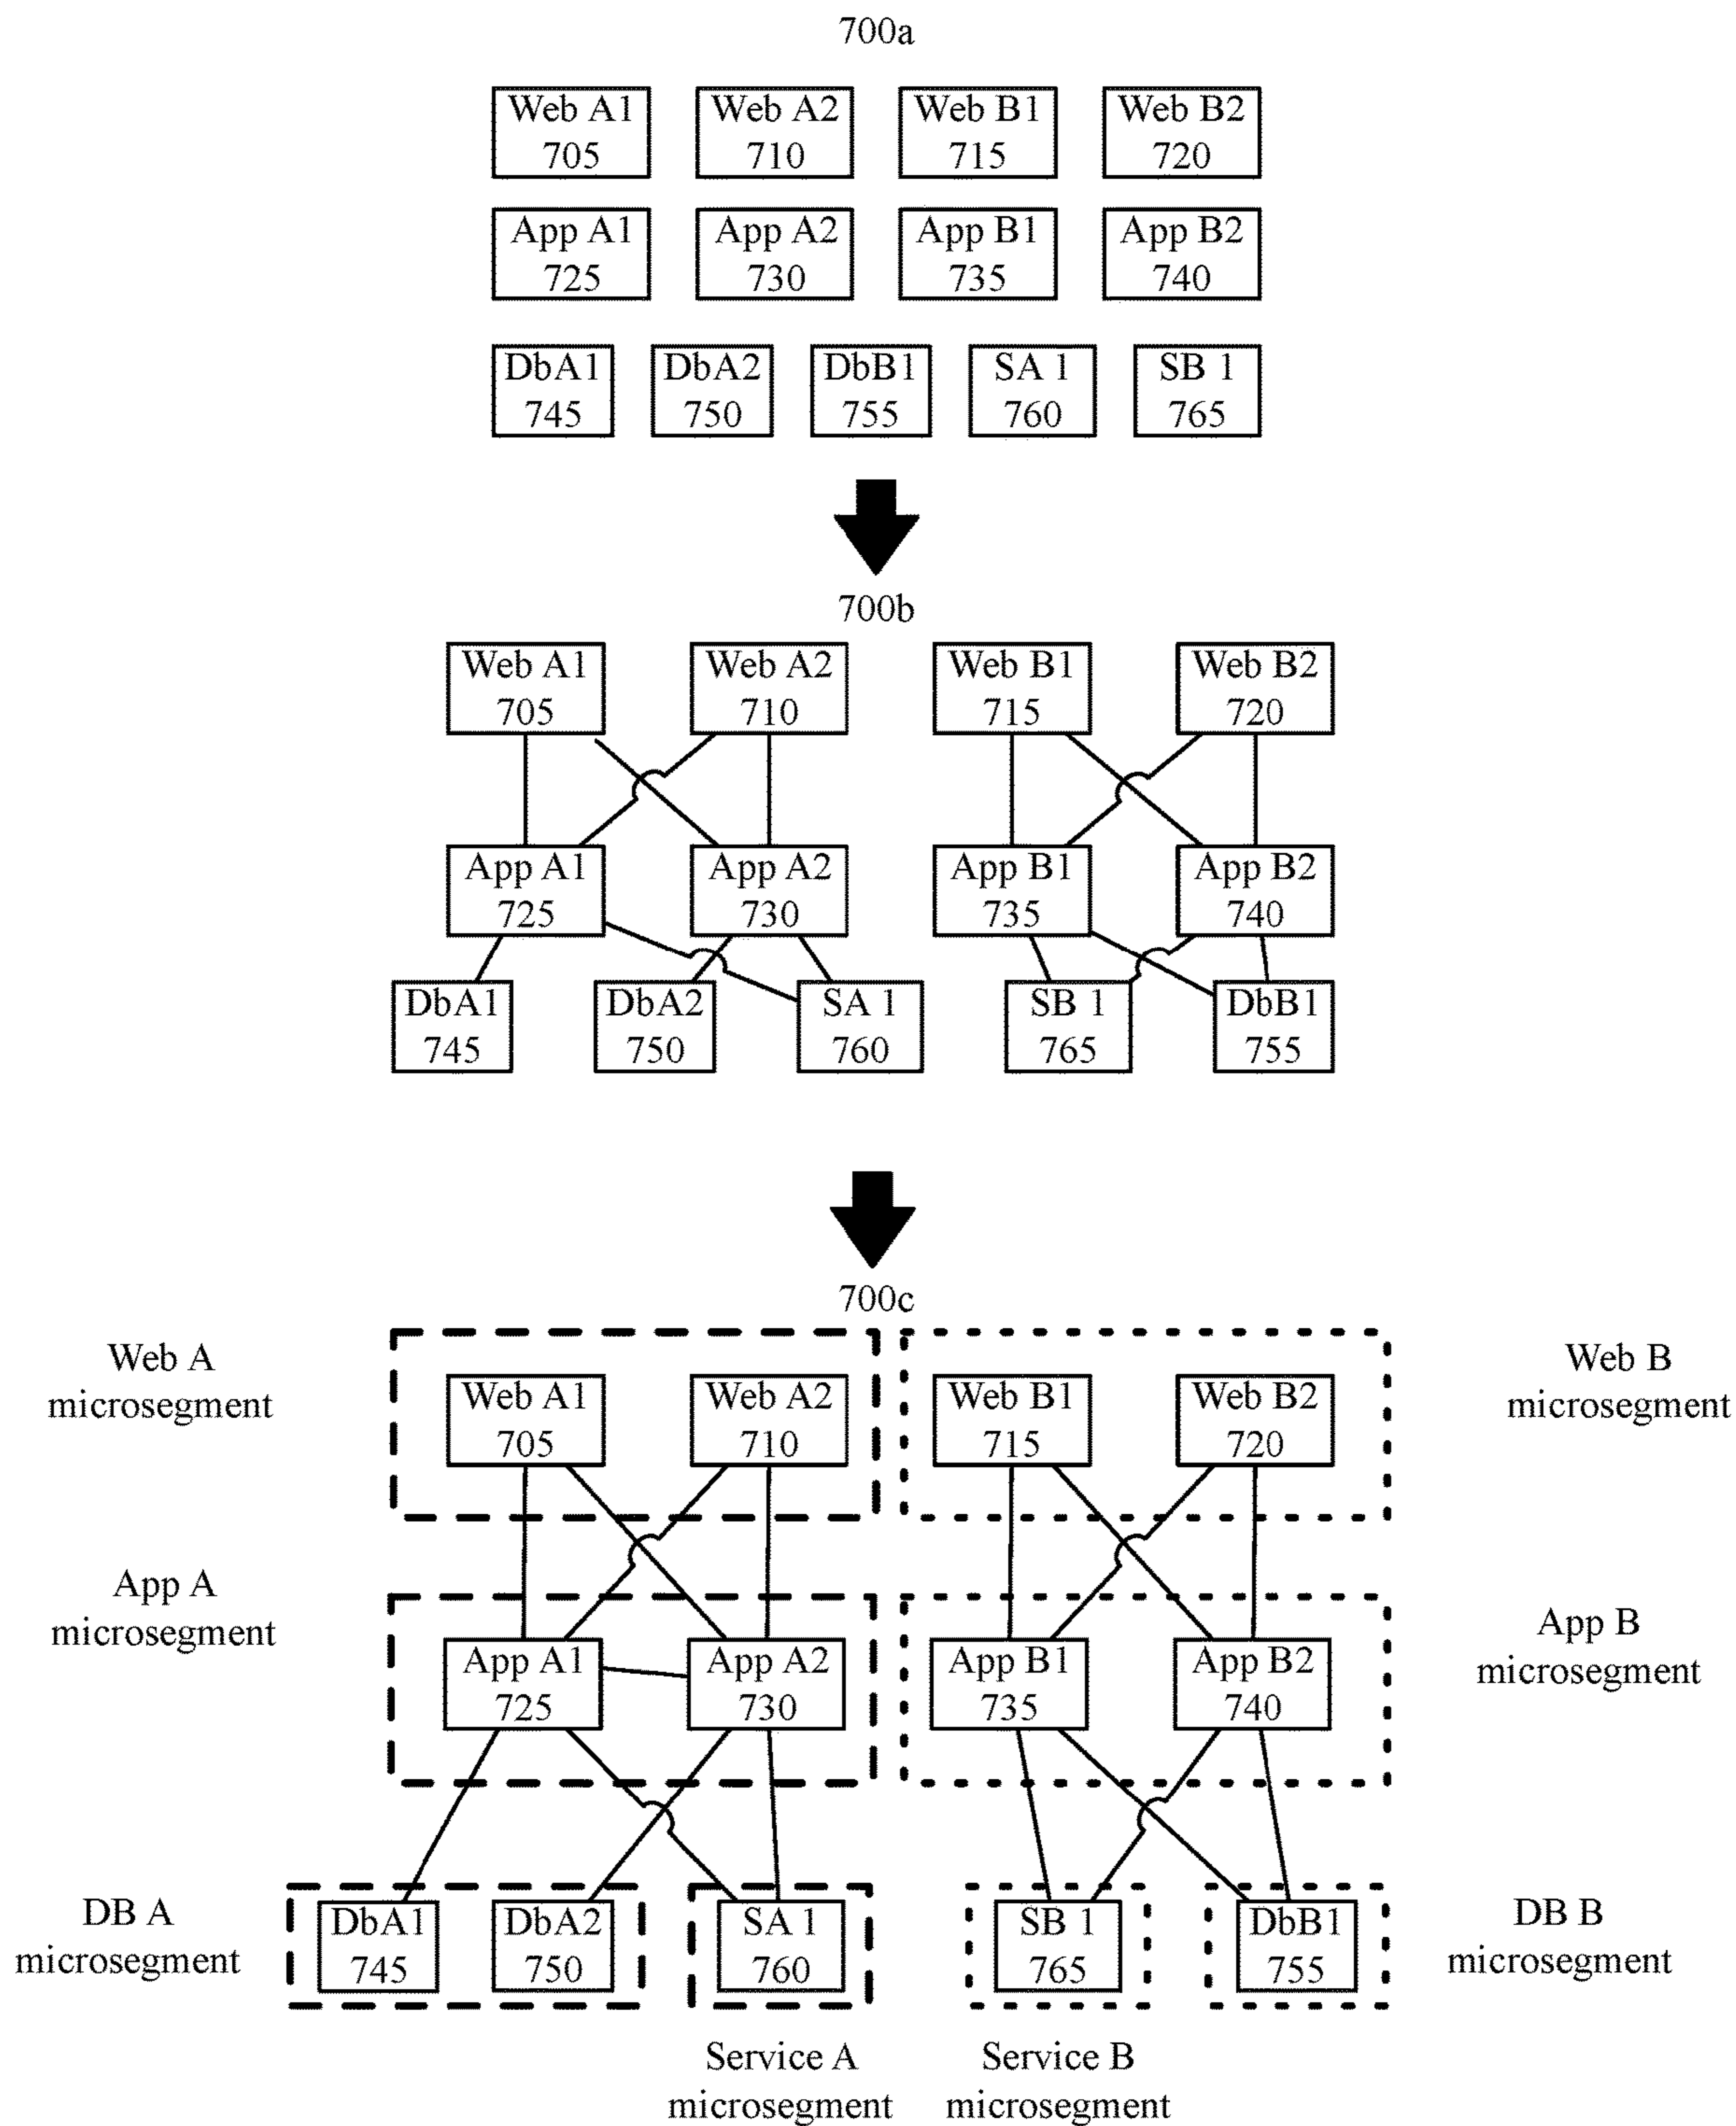 700a
Web A1
705
Web A2
710
Web B1
715
Web B2
720
App A1
725
App A2
730
App B1
735
App B2
740
DbA1
745
DbA2
750
DbB1
755
SA 1
760
SB 1
765
700b
Web A1
705
Web A2
710
Web B1
715
Web B2
720
App A1
725
App A2
730
App B1
735
App B2
740
DbA1
745
DbA2
750
SA 1
760
SB 1
765
DbB1
755
700c
Web A
microsegment
Web A1
705
Web A2
710
Web B1
715
Web B2
720
Web B
microsegment
App A
microsegment
App A1
725
App A2
730
App B1
735
App B2
740
App B
microsegment
DB A
microsegment
DbA1
745
DbA2
750
SA 1
760
SB 1
765
DbB1
755
DB B
microsegment
Service A
microsegment
Service B
microsegment